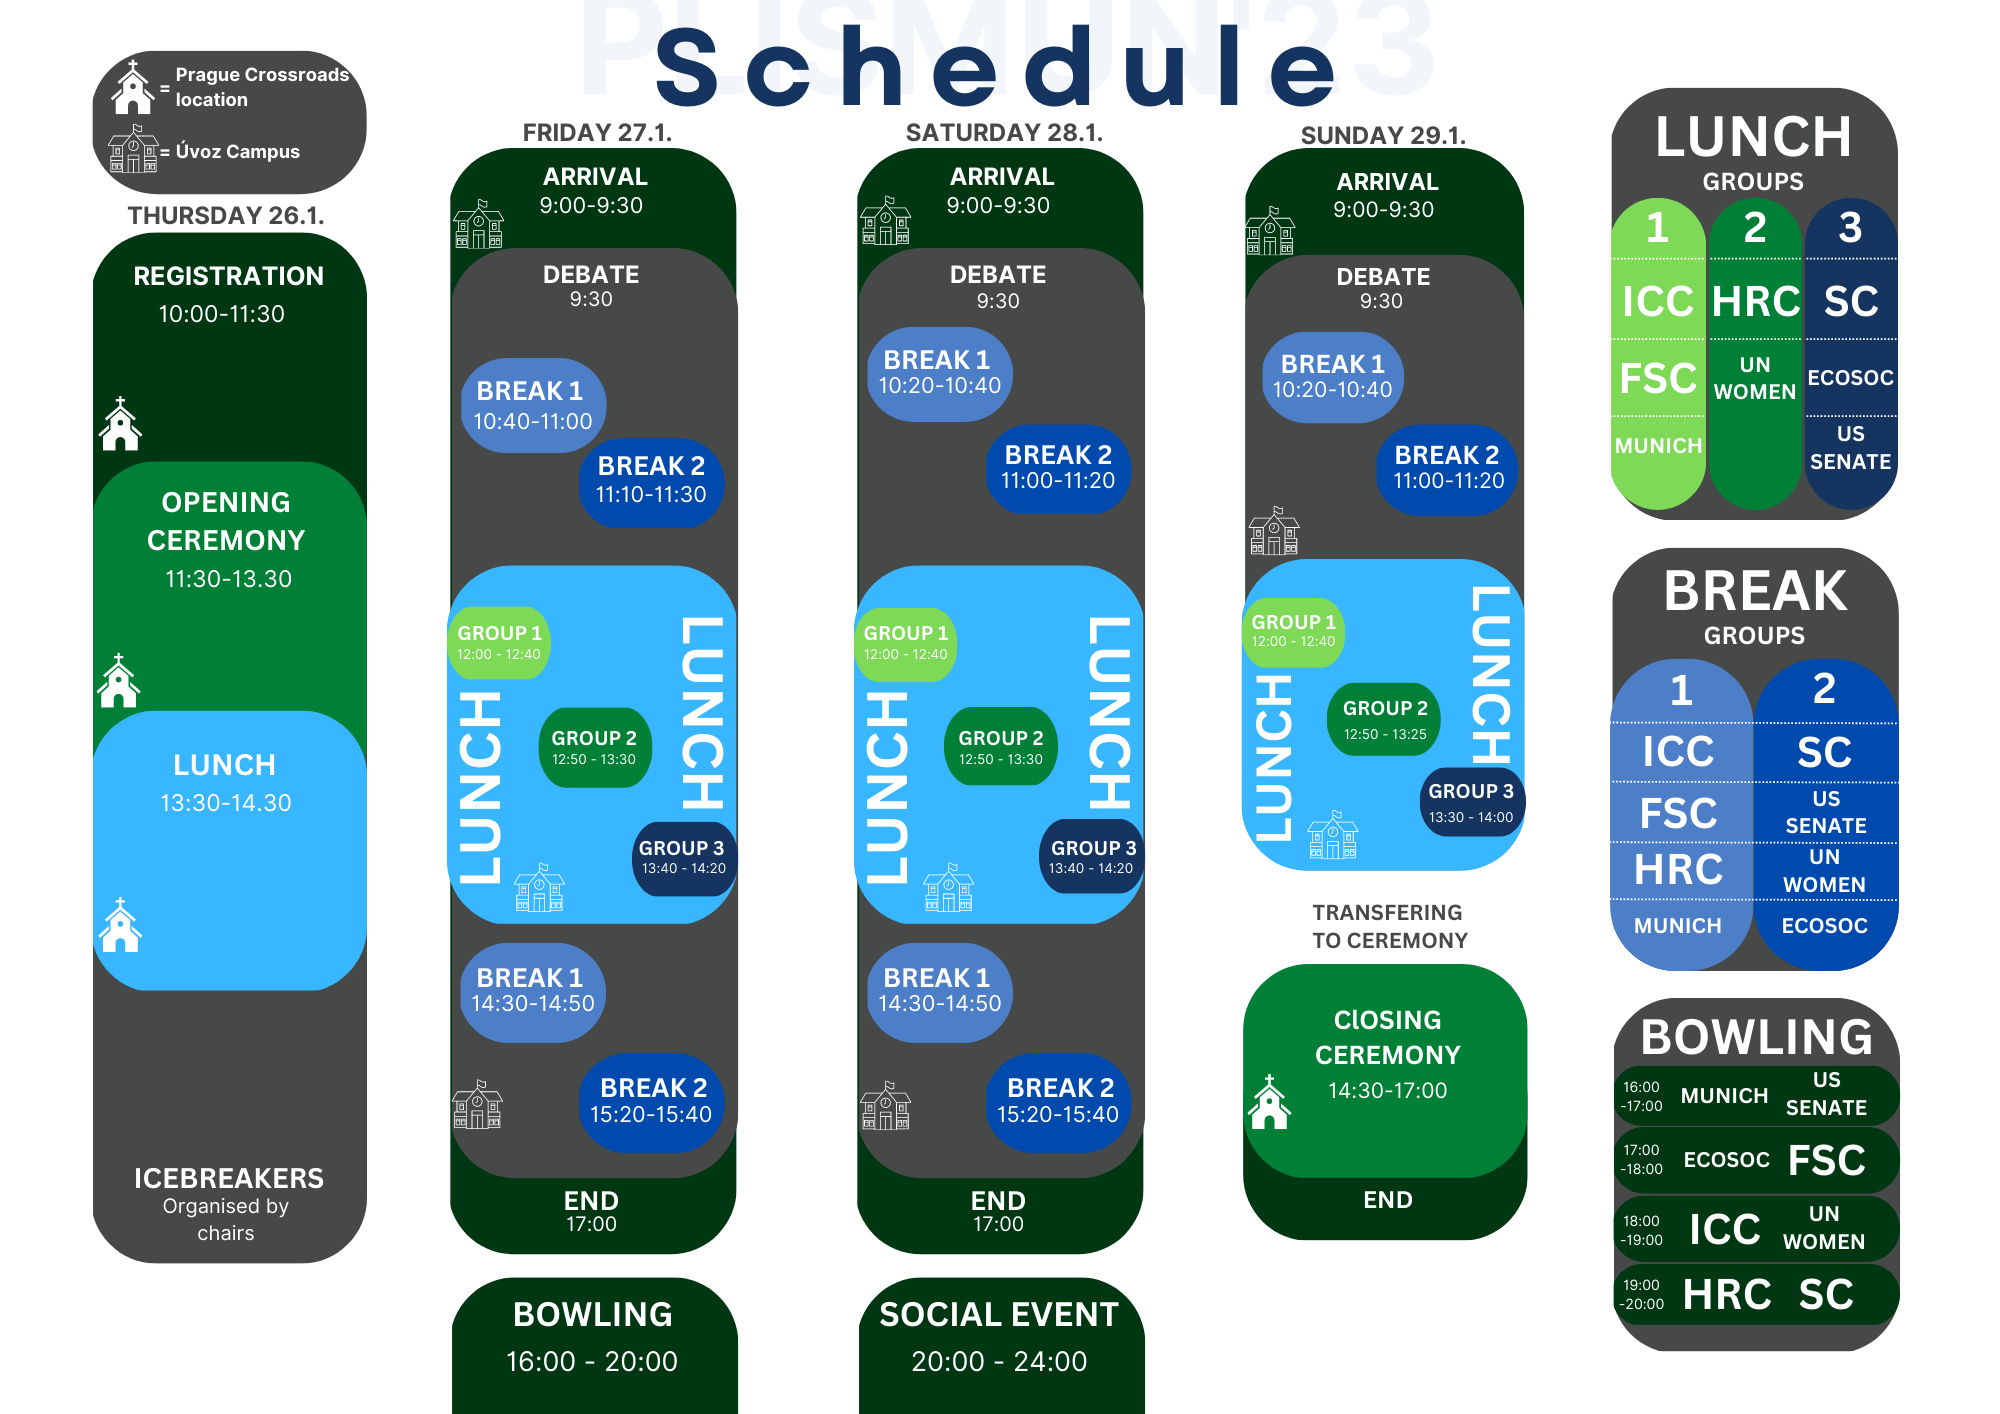 PLISMUN'23
Schedule
= Prague Crossroads
location
= Úvoz Campus
THURSDAY 26.1.
REGISTRATION
10:00-11:30
OPENING
CEREMONY
11:30-13.30
LUNCH
13:30-14.30
ICEBREAKERS
Organised by
chairs
FRIDAY 27.1.
ARRIVAL
9:00-9:30
DEBATE
9:30
BREAK 1
10:40-11:00
BREAK 2
11:10-11:30
LUNCH
GROUP 1
12:00 - 12:40
GROUP 2
12:50 - 13:30
LUNCH
GROUP 3
13:40 - 14:20
BREAK 1
14:30-14:50
BREAK 2
15:20-15:40
END
17:00
BOWLING
16:00 - 20:00
SATURDAY 28.1.
ARRIVAL
9:00-9:30
DEBATE
9:30
BREAK 1
10:20-10:40
BREAK 2
11:00-11:20
LUNCH
GROUP 1
12:00 - 12:40
GROUP 2
12:50 - 13:30
LUNCH
GROUP 3
13:40 - 14:20
BREAK 1
14:30-14:50
BREAK 2
15:20-15:40
END
17:00
SOCIAL EVENT
20:00 - 24:00
SUNDAY 29.1.
ARRIVAL
9:00-9:30
DEBATE
9:30
BREAK 1
10:20-10:40
BREAK 2
11:00-11:20
LUNCH
GROUP 1
12:00 - 12:40
GROUP 2
12:50 - 13:25
LUNCH
GROUP 3
13:30 - 14:00
TRANSFERING
TO CEREMONY
ClOSING
CEREMONY
14:30-17:00
END
LUNCH
GROUPS
1 2 3
ICC HRC SC
FSC UN WOMEN ECOSOC
MUNICH US SENATE
BREAK
GROUPS
1 2
ICC SC
FSC US SENATE
HRC UN WOMEN
MUNICH ECOSOC
BOWLING
16:00 -17:00 MUNICH US SENATE
17:00 -18:00 ECOSOC FSC
18:00 -19:00 ICC UN WOMEN
19:00 -20:00 HRC SC